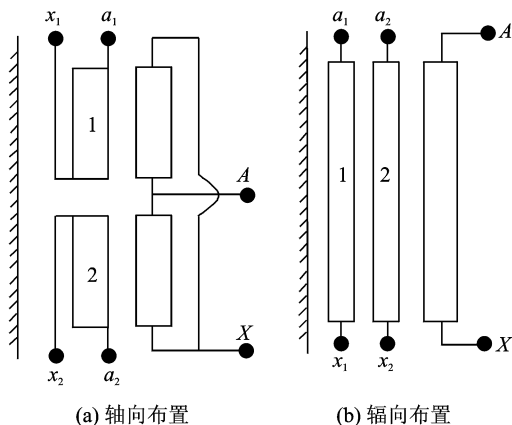 x₁ a₁
a₁ a₂
A
1
1 2
A
2
X
X
x₂ a₂
x₁ x₂
(a) 轴向布置
(b) 辐向布置